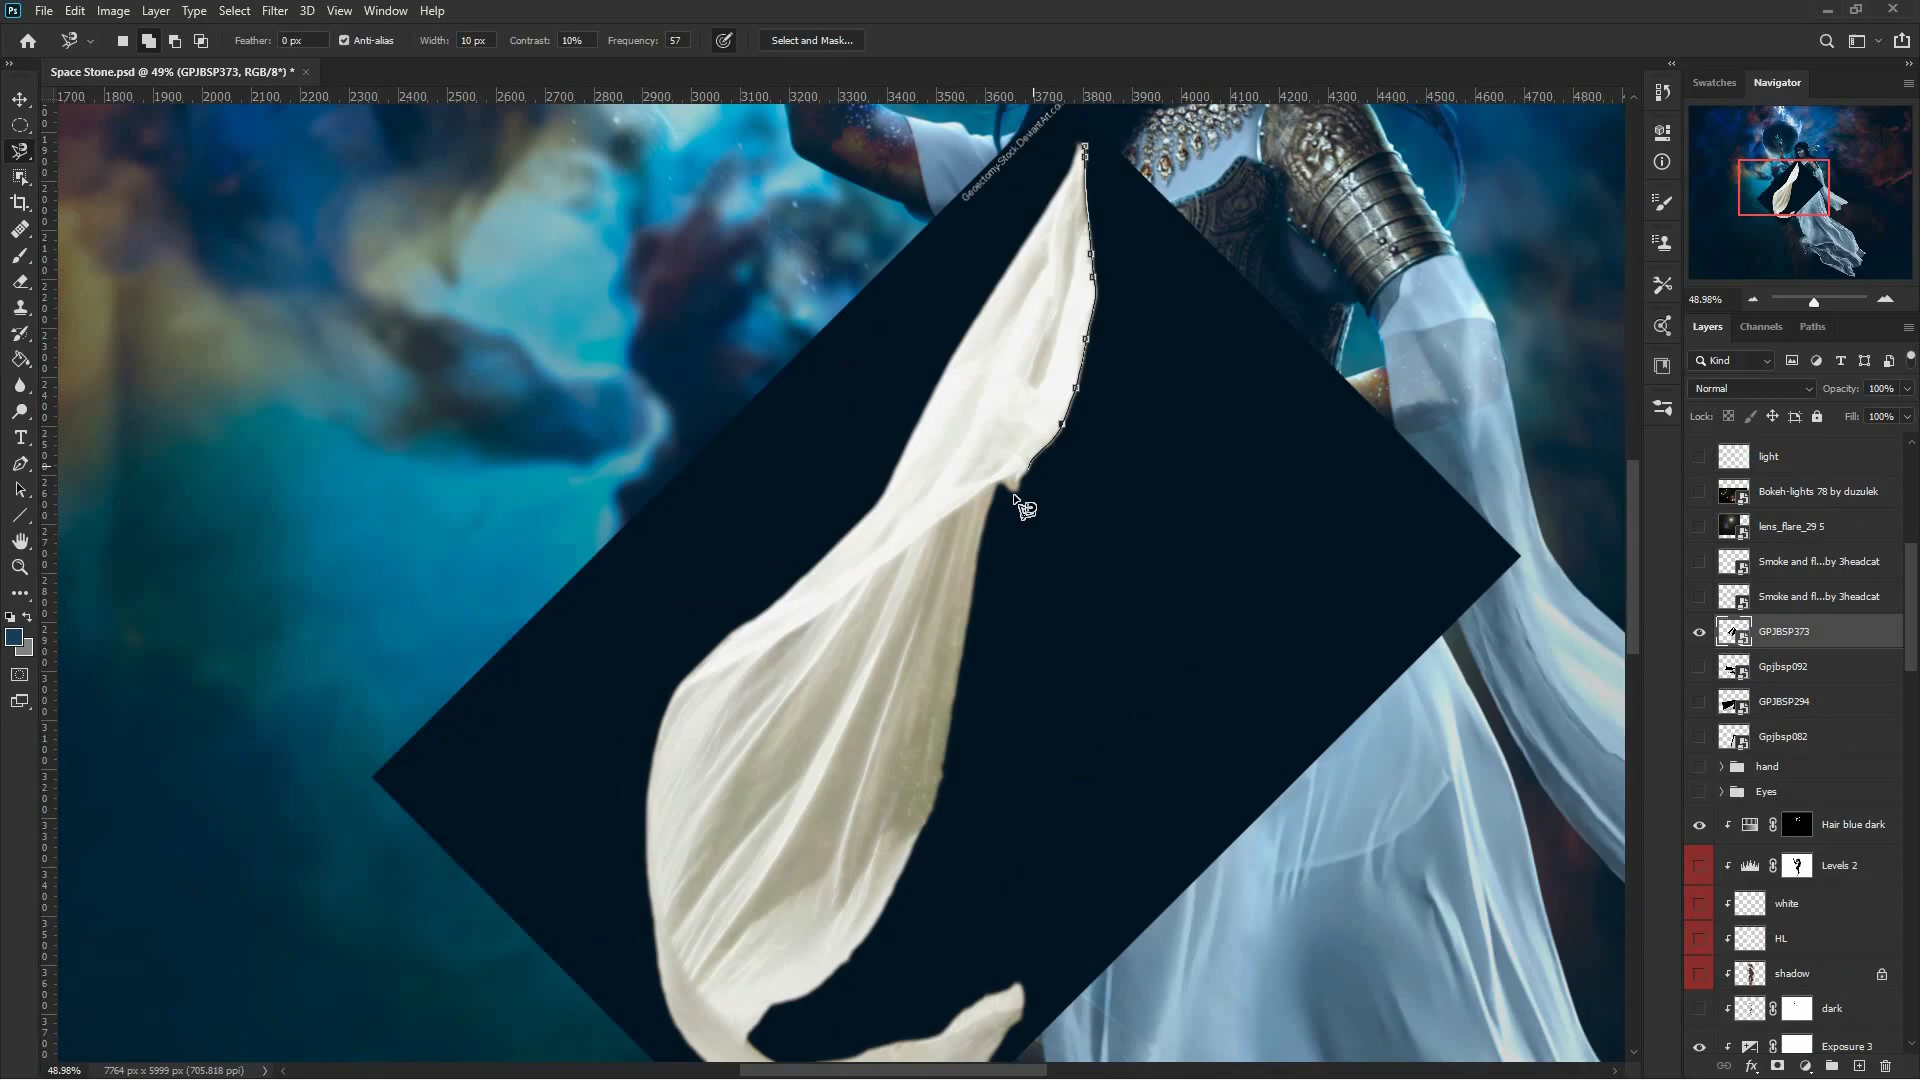 Ps File Edit Image Layer Type Select Filter 3D View Window Help
Feather: 0 px Anti-alias Width: 10 px Contrast: 10% Frequency: 57 Select and Mask...
Space Stone.psd @ 49% (GPJBSP373, RGB/8*) *
1700 1800 1900 2000 2100 2200 2300 2400 2500 2600 2700 2800 2900 3000 3100 3200 3300 3400 3500 3600 3700 3800 3900 4000 4100 4200 4300 4400 4500 4600 4700 4800
Geoectomy-Stock.DeviantArt.co
Swatches Navigator
48.98%
Layers Channels Paths
Kind
Normal Opacity: 100%
Lock: Fill: 100%
light
Bokeh-lights 78 by duzulek
lens_flare_29 5
Smoke and fl...by 3headcat
Smoke and fl...by 3headcat
GPJBSP373
Gpjbsp092
GPJBSP294
Gpjbsp082
hand
Eyes
Hair blue dark
Levels 2
white
HL
shadow
dark
Exposure 3
48.98% 7764 px x 5999 px (705.818 ppi)